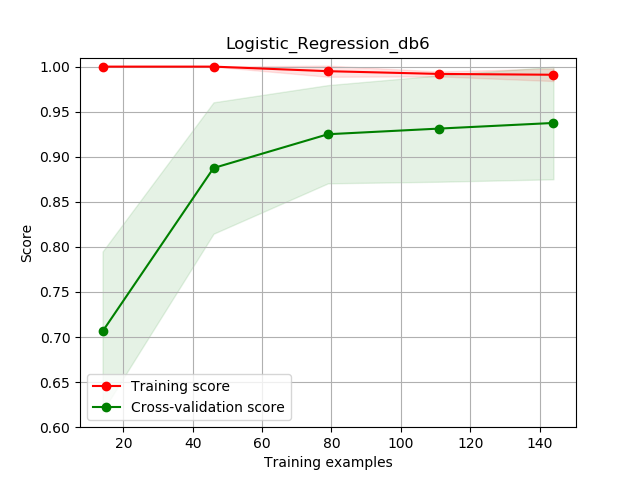 Logistic_Regression_db6
1.00
0.95
0.90
0.85
0.80
0.75
0.70
0.65
0.60
Score
Training score
Cross-validation score
20 40 60 80 100 120 140
Training examples